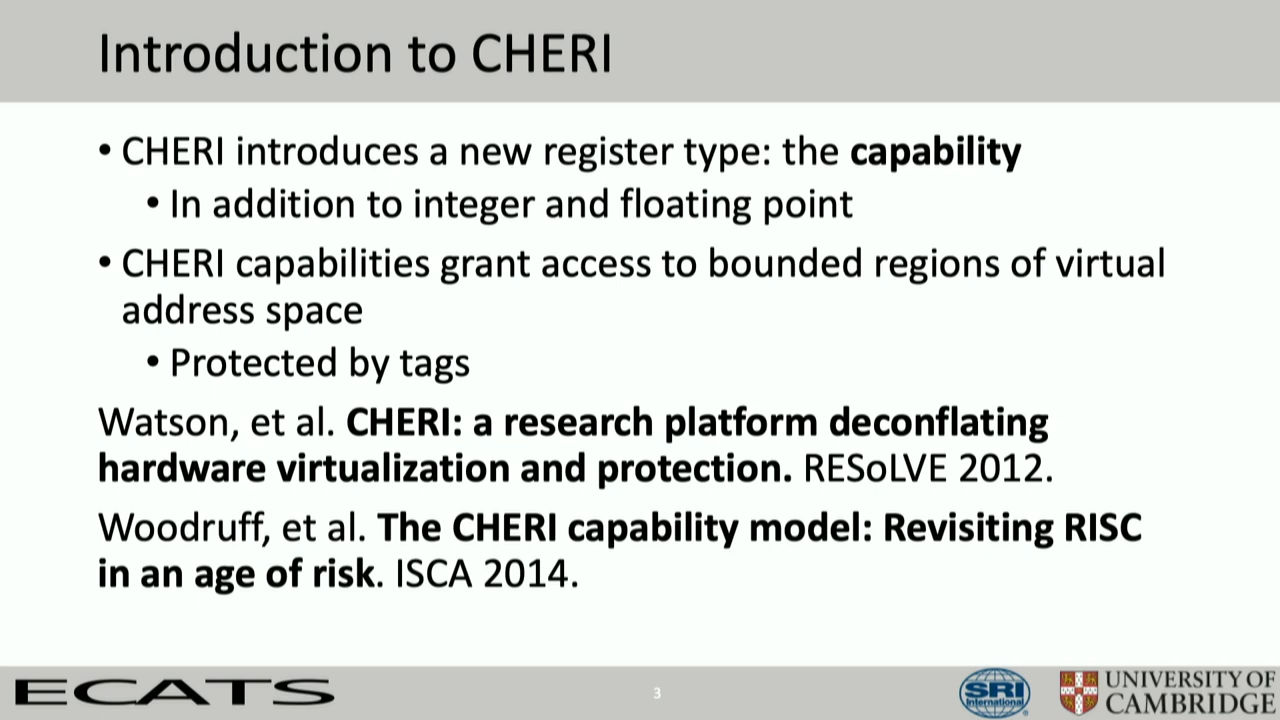 Introduction to CHERI
• CHERI introduces a new register type: the capability
• In addition to integer and floating point
• CHERI capabilities grant access to bounded regions of virtual
address space
• Protected by tags
Watson, et al. CHERI: a research platform deconflating
hardware virtualization and protection. RESoLVE 2012.
Woodruff, et al. The CHERI capability model: Revisiting RISC
in an age of risk. ISCA 2014.
ECATS
3
SRI
International
UNIVERSITY OF
CAMBRIDGE